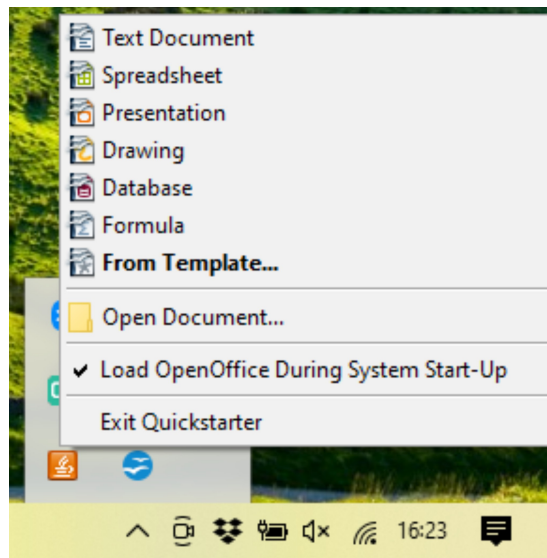 Text Document
Spreadsheet
Presentation
Drawing
Database
Formula
From Template...
Open Document...
Load OpenOffice During System Start-Up
Exit Quickstarter
16:23